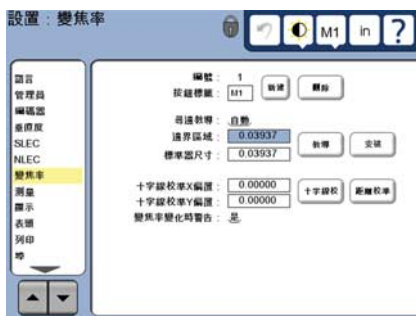 設置：變焦率
M1 in ?
語言
管理員
編碼器
垂直度
SLEC
NLEC
變焦率
測量
顯示
表頭
列印
編號： 1
按鈕標籤： M1 新建 刪除
尋邊教導： 自動
邊界區域： 0.03937
標準器尺寸： 0.03937
教導
十字線校準X偏置： 0.00000
十字線校準Y偏置： 0.00000
十字線校 距離校準
變焦率變化時警告： 是